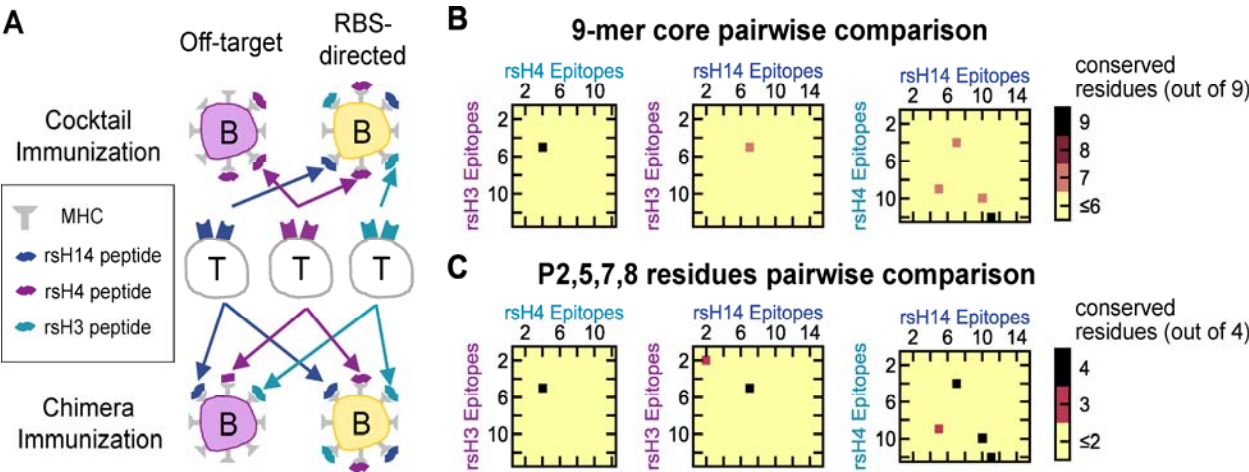 A
Off-target
RBS-
directed
Cocktail
Immunization
B
B
MHC
rsH14 peptide
rsH4 peptide
rsH3 peptide
T
T
T
Chimera
Immunization
B
B
B
9-mer core pairwise comparison
rsH4 Epitopes
2 6 10
rsH3 Epitopes
2
6
10
rsH14 Epitopes
2 6 10 14
rsH3 Epitopes
2
6
10
rsH14 Epitopes
2 6 10 14
rsH4 Epitopes
2
6
10
conserved
residues (out of 9)
9
8
7
≤6
C
P2,5,7,8 residues pairwise comparison
rsH4 Epitopes
2 6 10
rsH3 Epitopes
2
6
10
rsH14 Epitopes
2 6 10 14
rsH3 Epitopes
2
6
10
rsH14 Epitopes
2 6 10 14
rsH4 Epitopes
2
6
10
conserved
residues (out of 4)
4
3
≤2